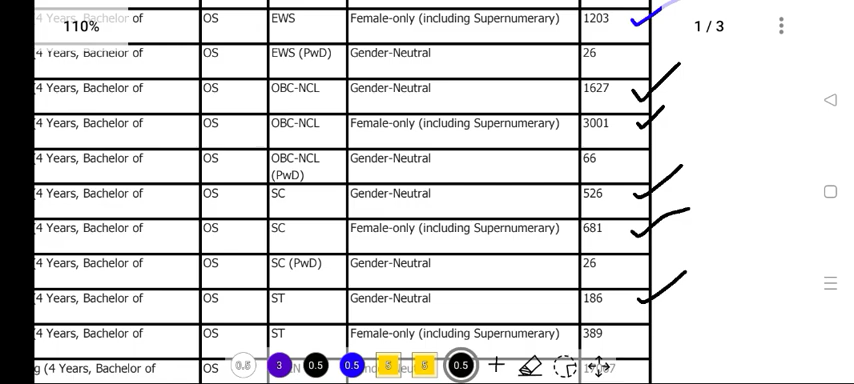 4 Years, Bachelor of OS EWS Female-only (including Supernumerary) 1203
110% 1 / 3
(4 Years, Bachelor of OS EWS (PwD) Gender-Neutral 26
(4 Years, Bachelor of OS OBC-NCL Gender-Neutral 1627
(4 Years, Bachelor of OS OBC-NCL Female-only (including Supernumerary) 3001
(4 Years, Bachelor of OS OBC-NCL (PwD) Gender-Neutral 66
(4 Years, Bachelor of OS SC Gender-Neutral 526
(4 Years, Bachelor of OS SC Female-only (including Supernumerary) 681
(4 Years, Bachelor of OS SC (PwD) Gender-Neutral 26
(4 Years, Bachelor of OS ST Gender-Neutral 186
(4 Years, Bachelor of OS ST Female-only (including Supernumerary) 389
g (4 Years, Bachelor of OS
0.5 3 0.5 0.5 5 5 0.5